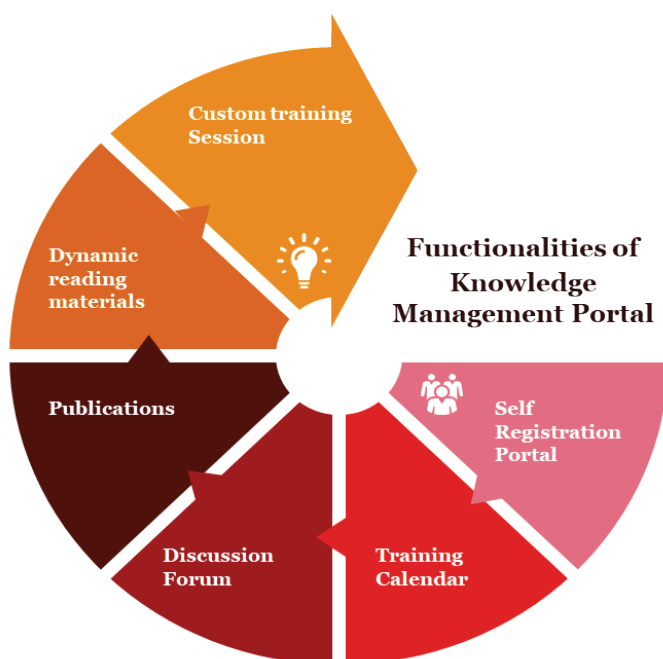 Custom training
Session
Dynamic
reading
materials
Functionalities of
Knowledge
Management Portal
Publications
Self
Registration
Portal
Discussion
Forum
Training
Calendar